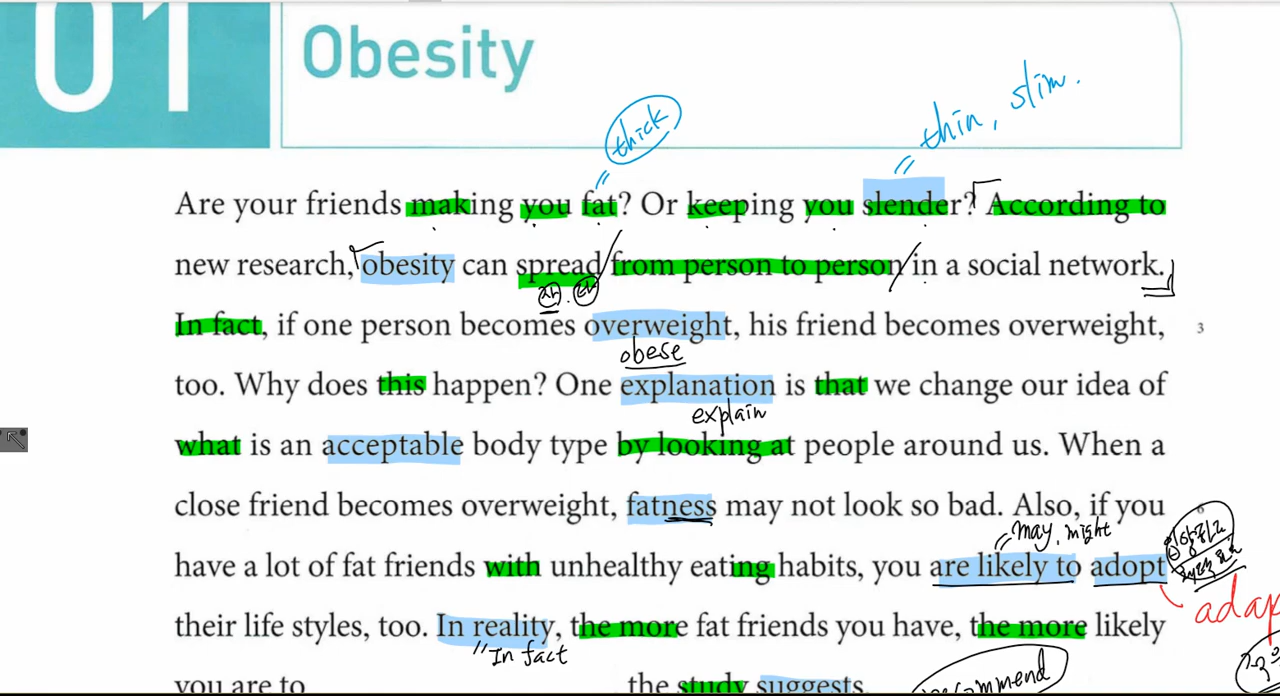 01
Obesity
thick
thin, slim.
Are your friends making you fat? Or keeping you slender? According to
new research, obesity can spread from person to person in a social network.
In fact, if one person becomes overweight, his friend becomes overweight,
3
obese
too. Why does this happen? One explanation is that we change our idea of
explain
what is an acceptable body type by looking at people around us. When a
close friend becomes overweight, fatness may not look so bad. Also, if you
may, might
have a lot of fat friends with unhealthy eating habits, you are likely to adopt
their life styles, too. In reality, the more fat friends you have, the more likely
In fact
you are to the study suggests.